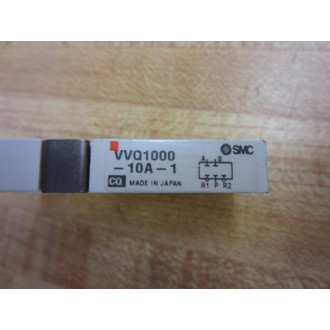 VVQ1000
-10A-1
CQ MADE IN JAPAN
SMC
A B
R1 P R2